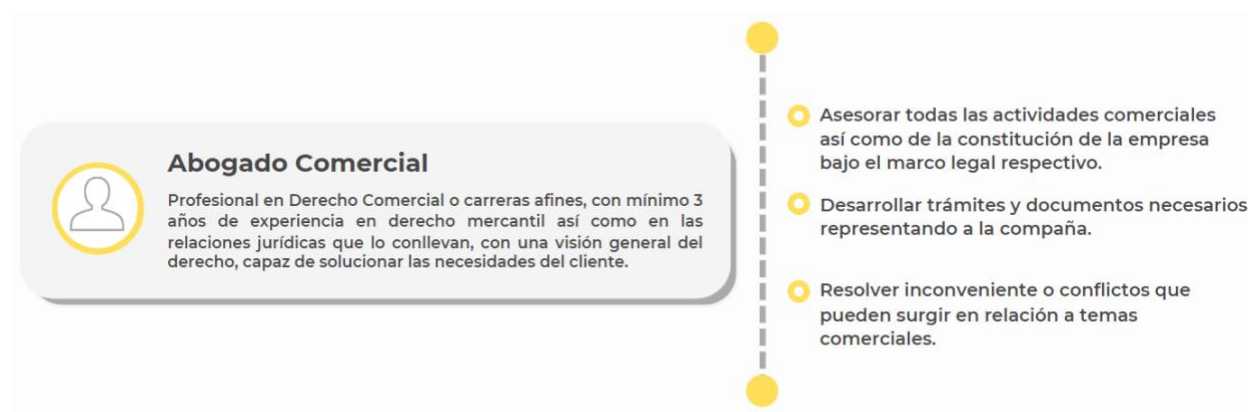 Abogado Comercial
Profesional en Derecho Comercial o carreras afines, con mínimo 3
años de experiencia en derecho mercantil así como en las
relaciones jurídicas que lo conllevan, con una visión general del
derecho, capaz de solucionar las necesidades del cliente.
Asesorar todas las actividades comerciales
así como de la constitución de la empresa
bajo el marco legal respectivo.
Desarrollar trámites y documentos necesarios
representando a la compaña.
Resolver inconveniente o conflictos que
pueden surgir en relación a temas
comerciales.